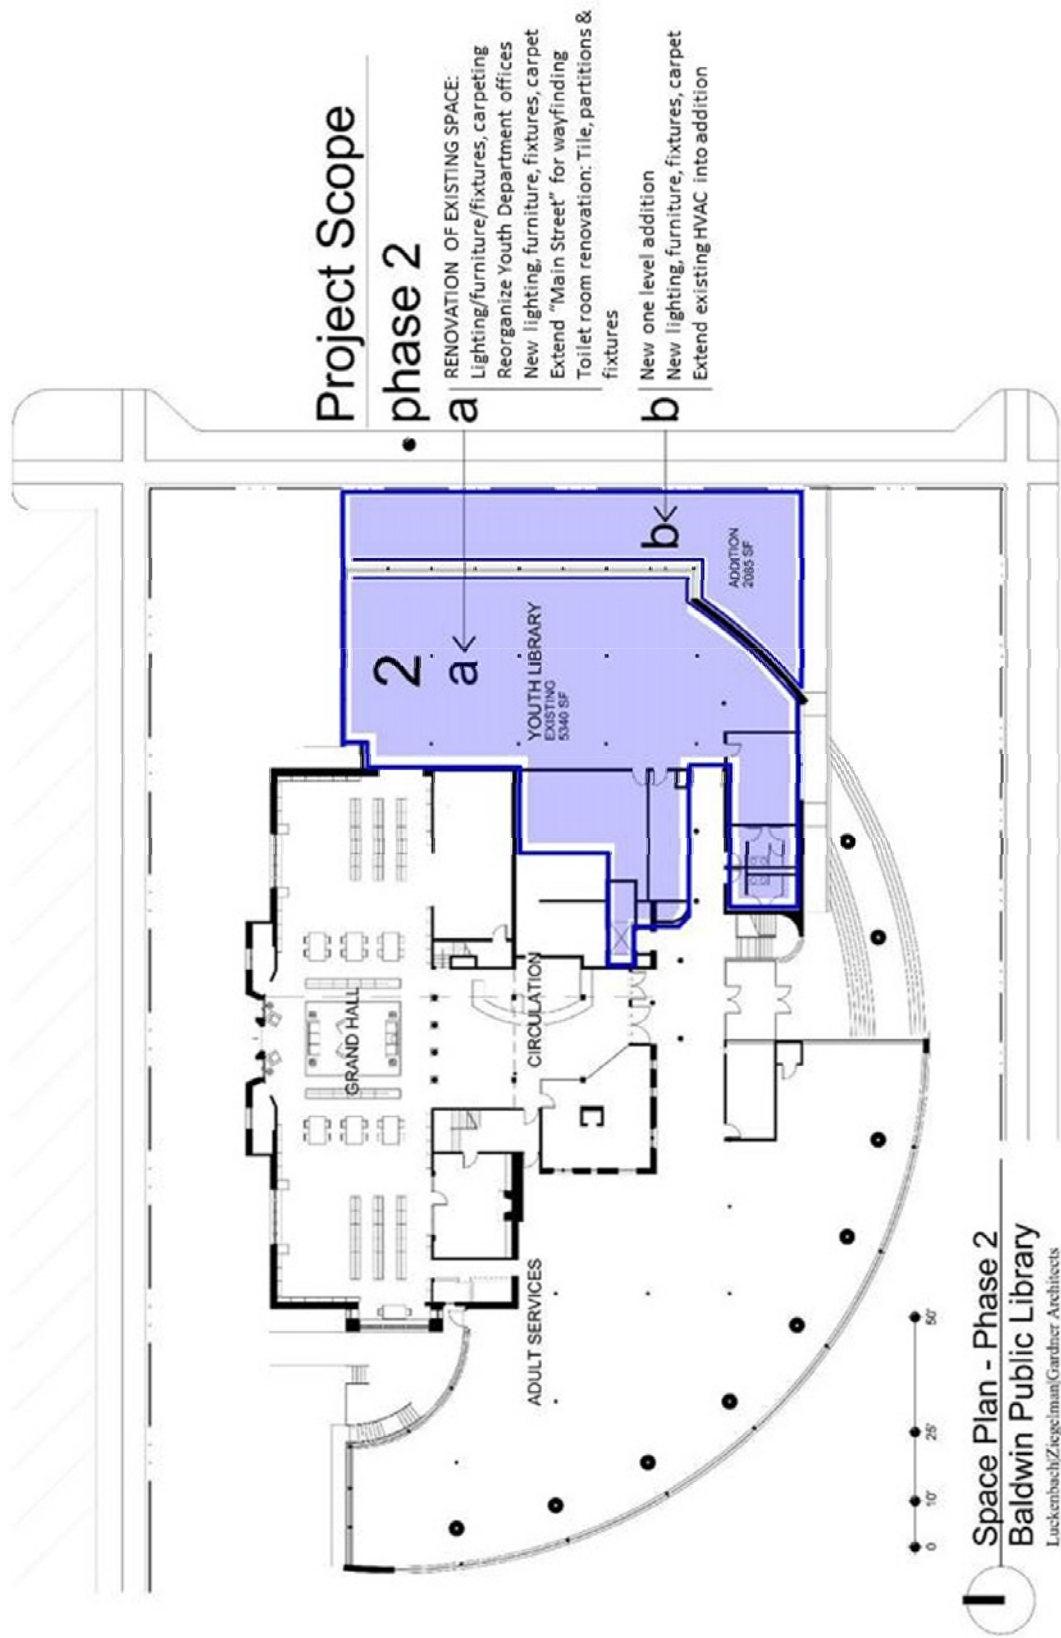 Project Scope
phase 2
a
RENOVATION OF EXISTING SPACE:
Lighting/furniture/fixtures, carpeting
Reorganize Youth Department offices
New lighting, furniture, fixtures, carpet
Extend “Main Street” for wayfinding
Toilet room renovation: Tile, partitions &
fixtures
b
New one level addition
New lighting, furniture, fixtures, carpet
Extend existing HVAC into addition
2
a
b
YOUTH LIBRARY
EXISTING
5340 SF
ADDITION
2085 SF
GRAND HALL
CIRCULATION
ADULT SERVICES
0
10'
25'
50'
Space Plan - Phase 2
Baldwin Public Library
Luckenbach|Ziegelman|Gardner Architects